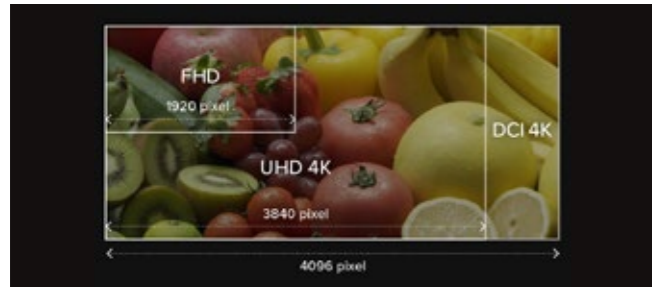 FHD
1920 pixel
DCI 4K
UHD 4K
3840 pixel
4096 pixel